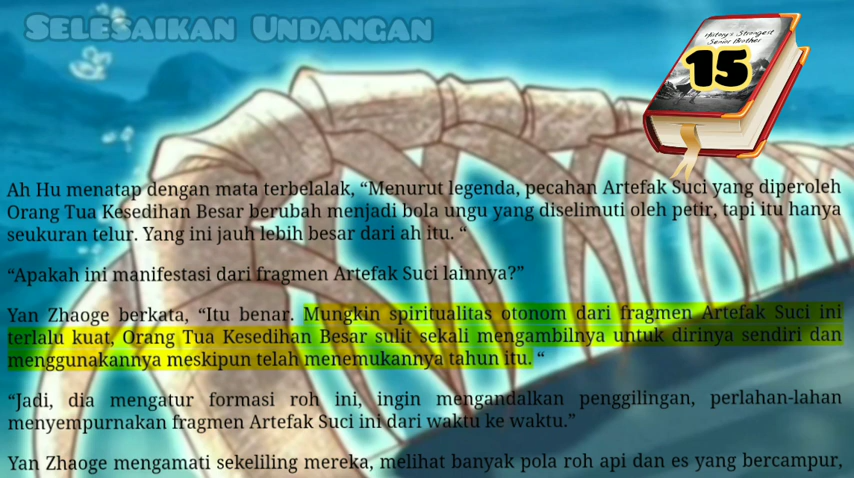 Selesaikan Undangan
History's Strongest
Senior Brother
15
Ah Hu menatap dengan mata terbelalak, “Menurut legenda, pecahan Artefak Suci yang diperoleh
Orang Tua Kesedihan Besar berubah menjadi bola ungu yang diselimuti oleh petir, tapi itu hanya
seukuran telur. Yang ini jauh lebih besar dari ah itu. “
“Apakah ini manifestasi dari fragmen Artefak Suci lainnya?”
Yan Zhaoge berkata, “Itu benar. Mungkin spiritualitas otonom dari fragmen Artefak Suci ini
terlalu kuat, Orang Tua Kesedihan Besar sulit sekali mengambilnya untuk dirinya sendiri dan
menggunakannya meskipun telah menemukannya tahun itu. “
“Jadi, dia mengatur formasi roh ini, ingin mengandalkan penggilingan, perlahan-lahan
menyempurnakan fragmen Artefak Suci ini dari waktu ke waktu.”
Yan Zhaoge mengamati sekeliling mereka, melihat banyak pola roh api dan es yang bercampur,